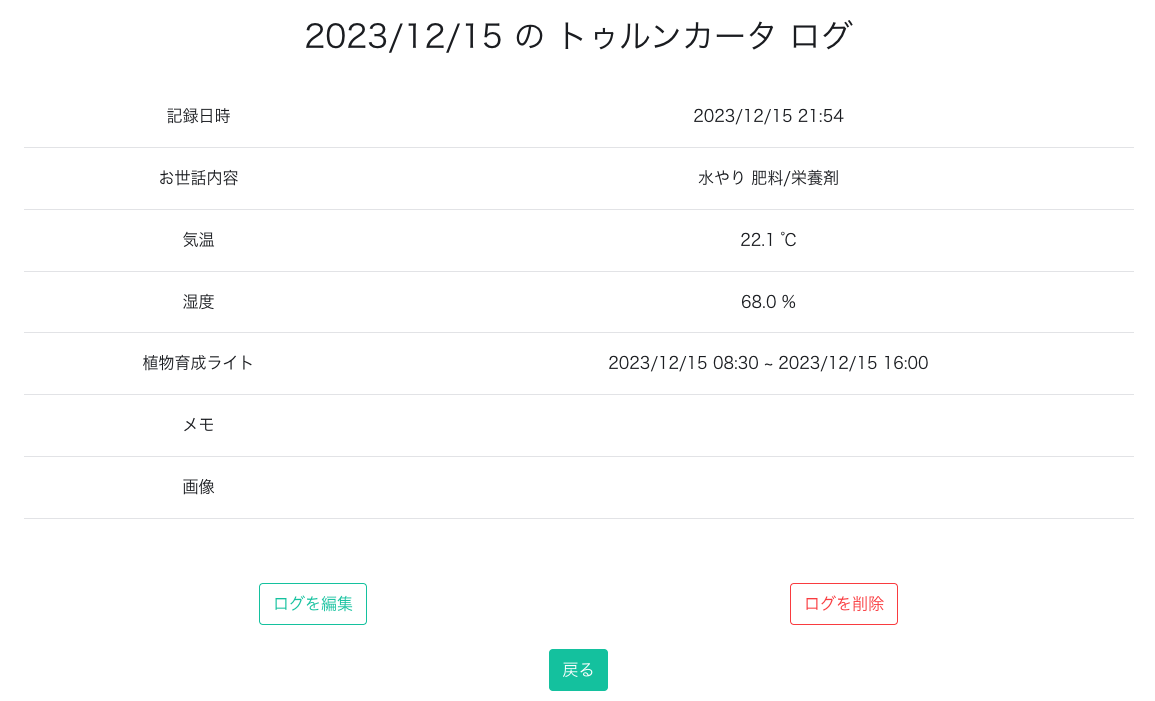 2023/12/15 の トゥルンカータ ログ
記録日時 2023/12/15 21:54
お世話内容 水やり 肥料/栄養剤
気温 22.1 ℃
湿度 68.0 %
植物育成ライト 2023/12/15 08:30 ~ 2023/12/15 16:00
メモ
画像
ログを編集 ログを削除
戻る